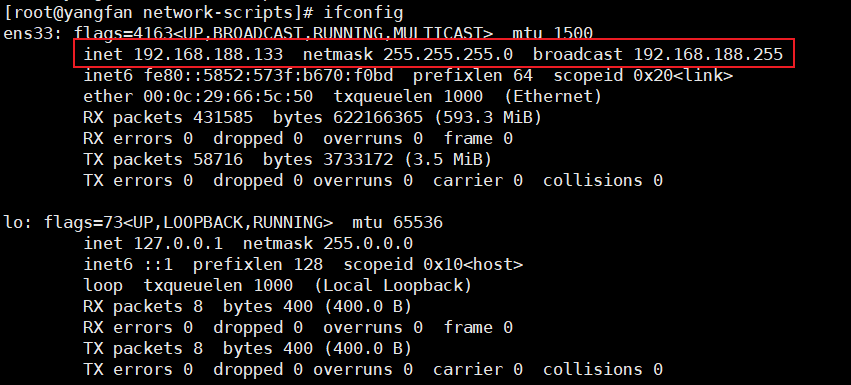 [root@yangfan network-scripts]# ifconfig
ens33: flags=4163<UP,BROADCAST,RUNNING,MULTICAST>  mtu 1500
        inet 192.168.188.133  netmask 255.255.255.0  broadcast 192.168.188.255
        inet6 fe80::5852:573f:b670:f0bd  prefixlen 64  scopeid 0x20<link>
        ether 00:0c:29:66:5c:50  txqueuelen 1000  (Ethernet)
        RX packets 431585  bytes 622166365 (593.3 MiB)
        RX errors 0  dropped 0  overruns 0  frame 0
        TX packets 58716  bytes 3733172 (3.5 MiB)
        TX errors 0  dropped 0 overruns 0  carrier 0  collisions 0

lo: flags=73<UP,LOOPBACK,RUNNING>  mtu 65536
        inet 127.0.0.1  netmask 255.0.0.0
        inet6 ::1  prefixlen 128  scopeid 0x10<host>
        loop  txqueuelen 1000  (Local Loopback)
        RX packets 8  bytes 400 (400.0 B)
        RX errors 0  dropped 0  overruns 0  frame 0
        TX packets 8  bytes 400 (400.0 B)
        TX errors 0  dropped 0 overruns 0  carrier 0  collisions 0